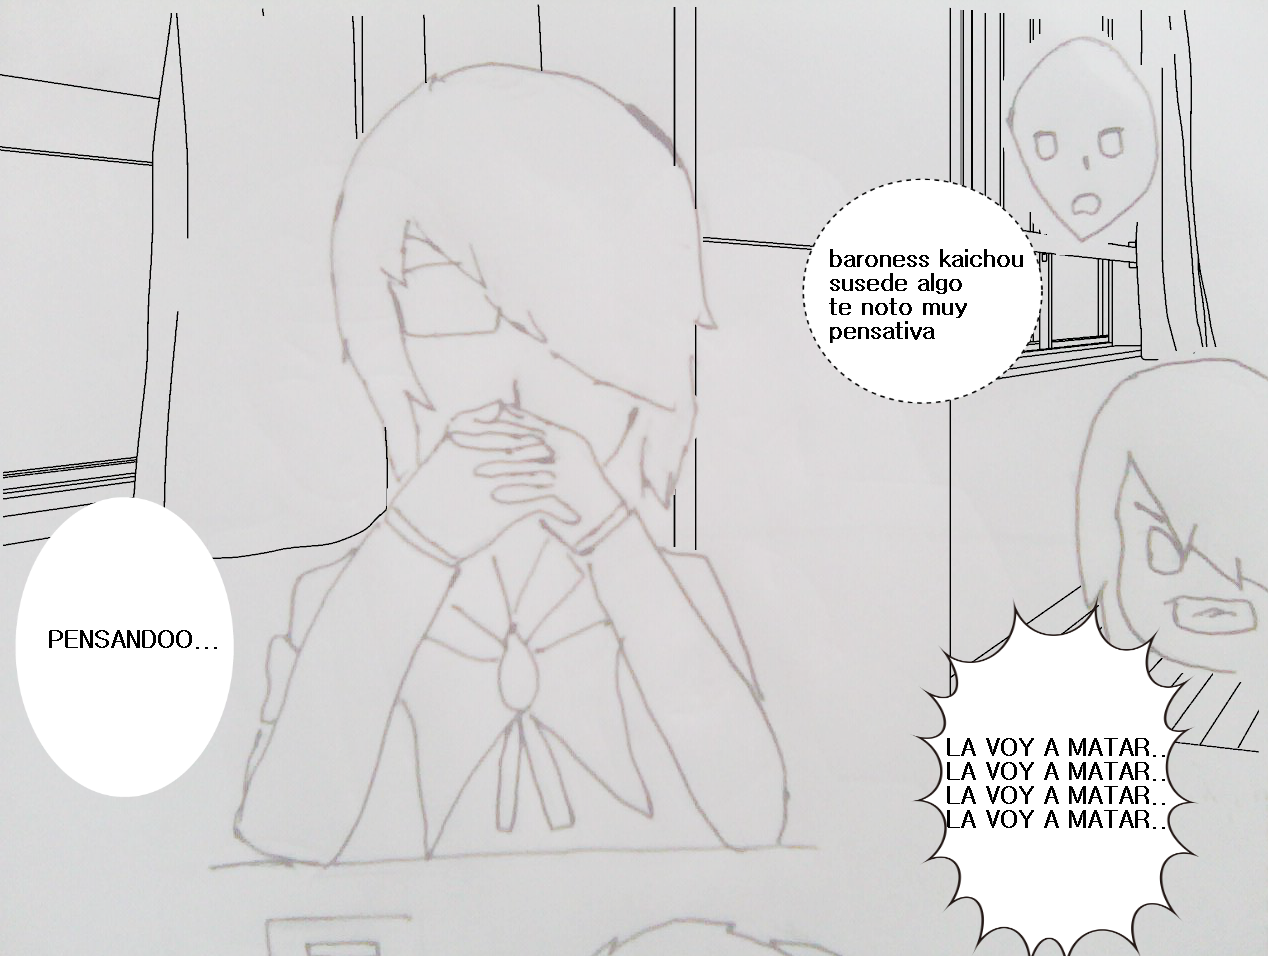 baroness kaichou
susede algo
te noto muy
pensativa
PENSANDOO...
LA VOY A MATAR..
LA VOY A MATAR..
LA VOY A MATAR..
LA VOY A MATAR..